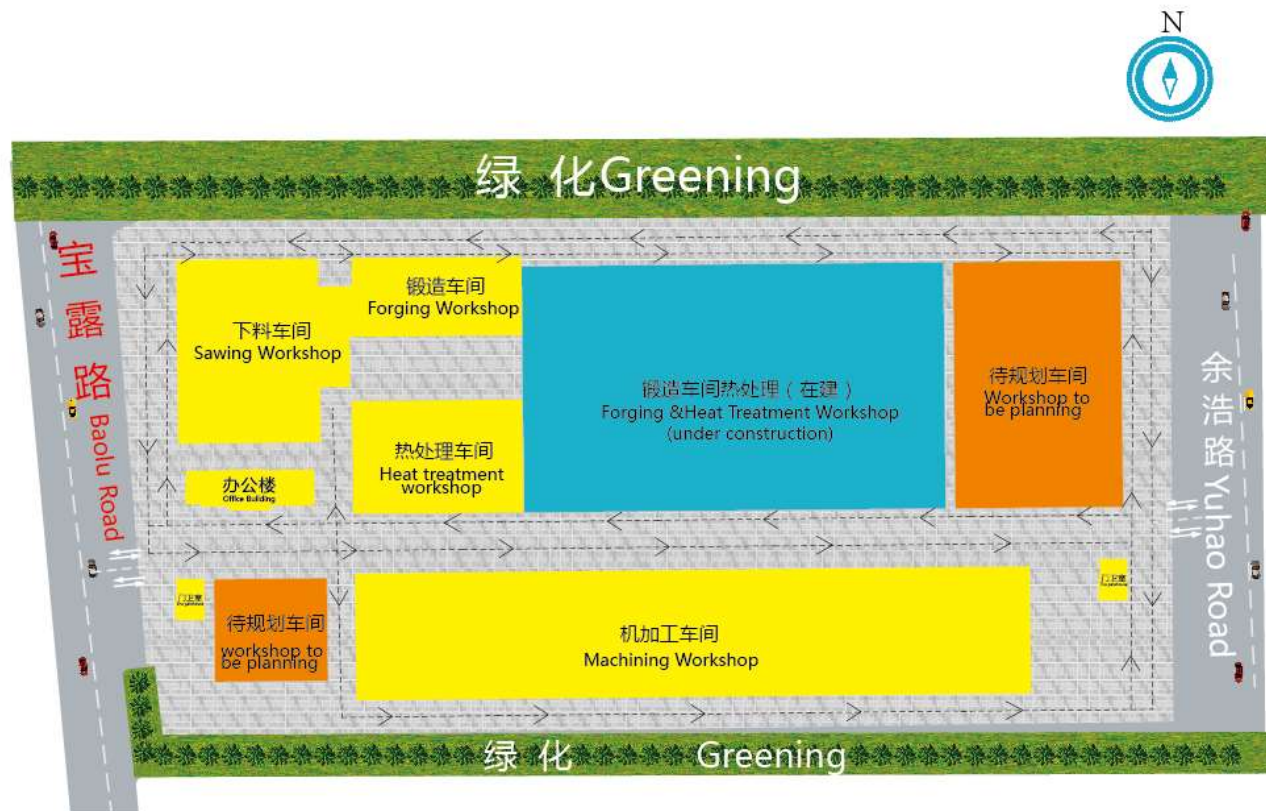 N
绿 化Greening
宝露路 Baolu Road
锻造车间
Forging Workshop
下料车间
Sawing Workshop
锻造车间热处理（在建）
Forging &Heat Treatment Workshop
(under construction)
待规划车间
Workshop to
be planning
余浩路 Yuhao Road
热处理车间
Heat treatment
workshop
办公楼
Office Building
门卫室
门卫室
待规划车间
workshop to
be planning
机加工车间
Machining Workshop
绿 化 Greening